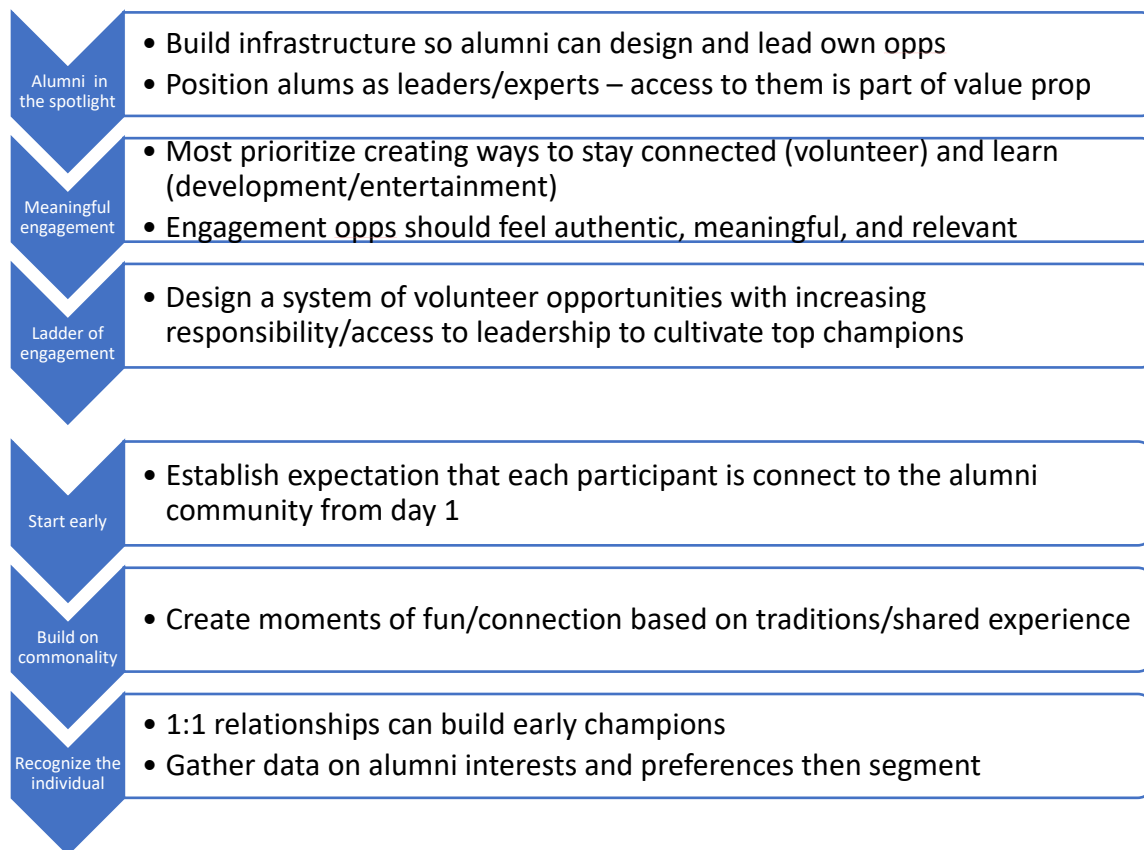 Alumni in
the spotlight
• Build infrastructure so alumni can design and lead own opps
• Position alums as leaders/experts – access to them is part of value prop
Meaningful
engagement
• Most prioritize creating ways to stay connected (volunteer) and learn
(development/entertainment)
• Engagement opps should feel authentic, meaningful, and relevant
Ladder of
engagement
• Design a system of volunteer opportunities with increasing
responsibility/access to leadership to cultivate top champions
Start early
• Establish expectation that each participant is connect to the alumni
community from day 1
Build on
commonality
• Create moments of fun/connection based on traditions/shared experience
Recognize the
individual
• 1:1 relationships can build early champions
• Gather data on alumni interests and preferences then segment